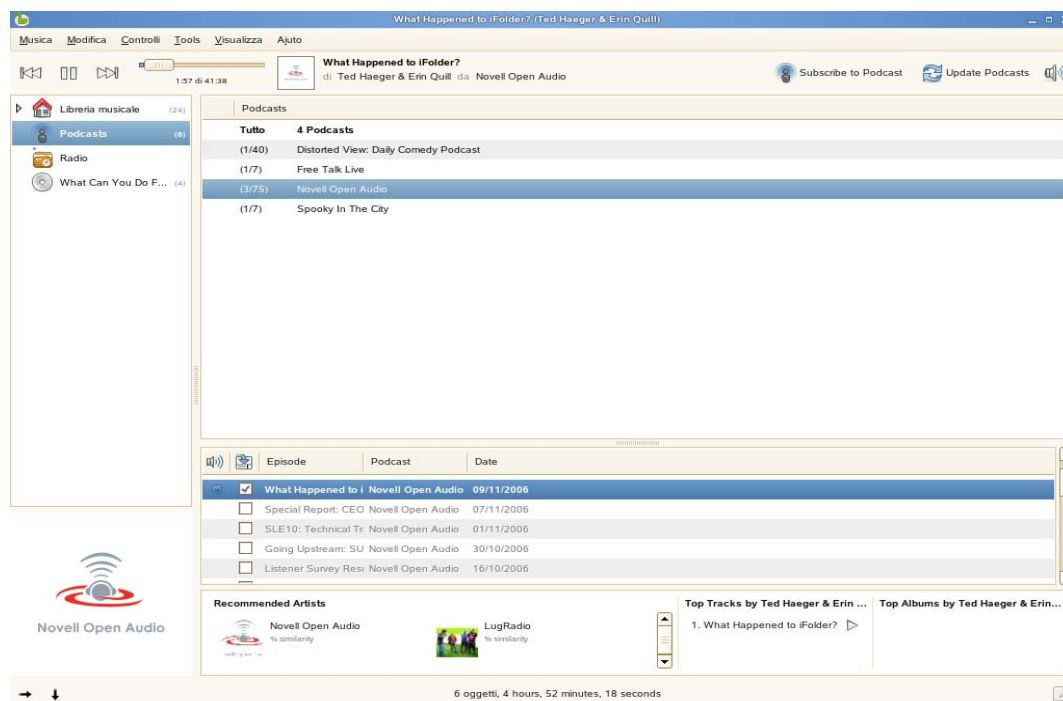 What Happened to iFolder? (Ted Haeger & Erin Quill)
Musica Modifica Controlli Tools Visualizza Aiuto
1:57 di 41:38
What Happened to iFolder?
di Ted Haeger & Erin Quill da Novell Open Audio
Subscribe to Podcast Update Podcasts
Libreria musicale (24)
Podcasts (6)
Radio
What Can You Do F... (4)
Novell Open Audio
Podcasts
Tutto 4 Podcasts
(1/40) Distorted View: Daily Comedy Podcast
(1/7) Free Talk Live
(3/75) Novell Open Audio
(1/7) Spooky In The City
Episode Podcast Date
What Happened to i Novell Open Audio 09/11/2006
Special Report: CEO Novell Open Audio 07/11/2006
SLE10: Technical Tr Novell Open Audio 01/11/2006
Going Upstream: SU Novell Open Audio 30/10/2006
Listener Survey Resu Novell Open Audio 16/10/2006
Recommended Artists
Novell Open Audio
% similarity
LugRadio
% similarity
Top Tracks by Ted Haeger & Erin ...
1. What Happened to iFolder?
Top Albums by Ted Haeger & Erin...
6 oggetti, 4 hours, 52 minutes, 18 seconds